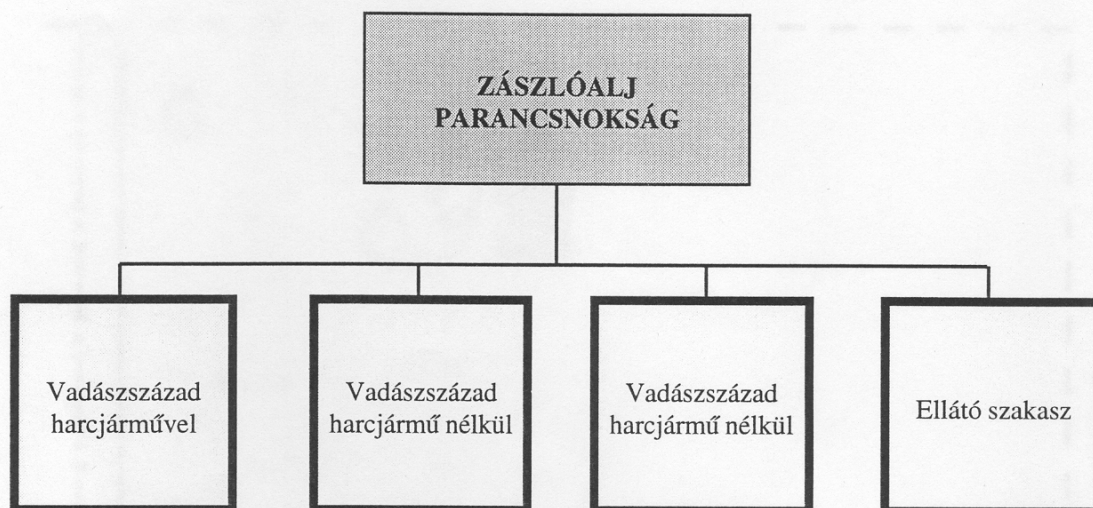 ZÁSZLÓALJ
PARANCSNOKSÁG
Vadászszázad
harcjárművel
Vadászszázad
harcjármű nélkül
Vadászszázad
harcjármű nélkül
Ellátó szakasz